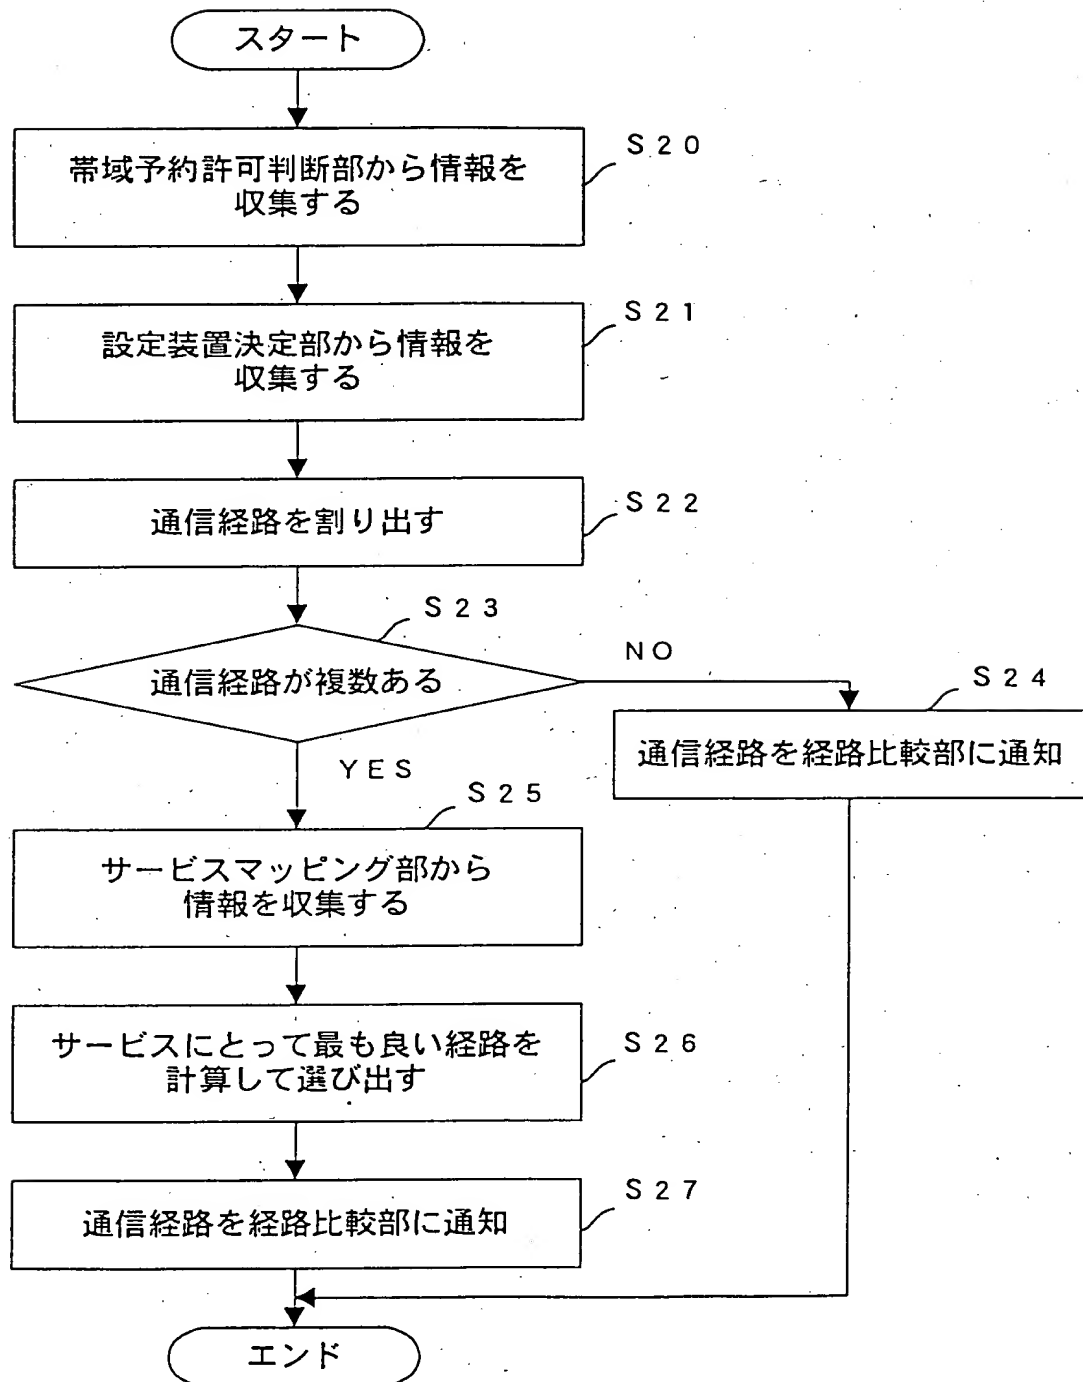 スタート
帯域予約許可判断部から情報を
収集する
S20
設定装置決定部から情報を
収集する
S21
通信経路を割り出す
S22
S23
通信経路が複数ある
NO
S24
通信経路を経路比較部に通知
YES
S25
サービスマッピング部から
情報を収集する
サービスにとって最も良い経路を
計算して選び出す
S26
通信経路を経路比較部に通知
S27
エンド